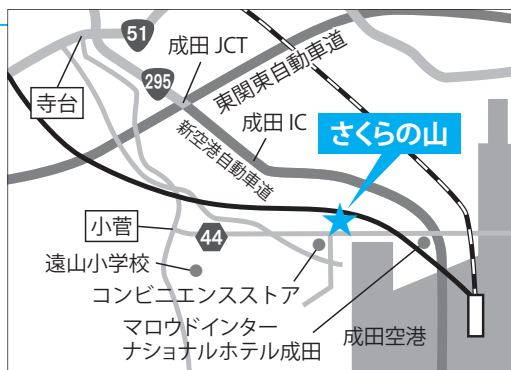 51
成田 JCT
295
東関東自動車道
寺台
成田 IC
新空港自動車道
さくらの山
小菅
44
遠山小学校
コンビニエンスストア
マロウドインター
ナショナルホテル成田
成田空港